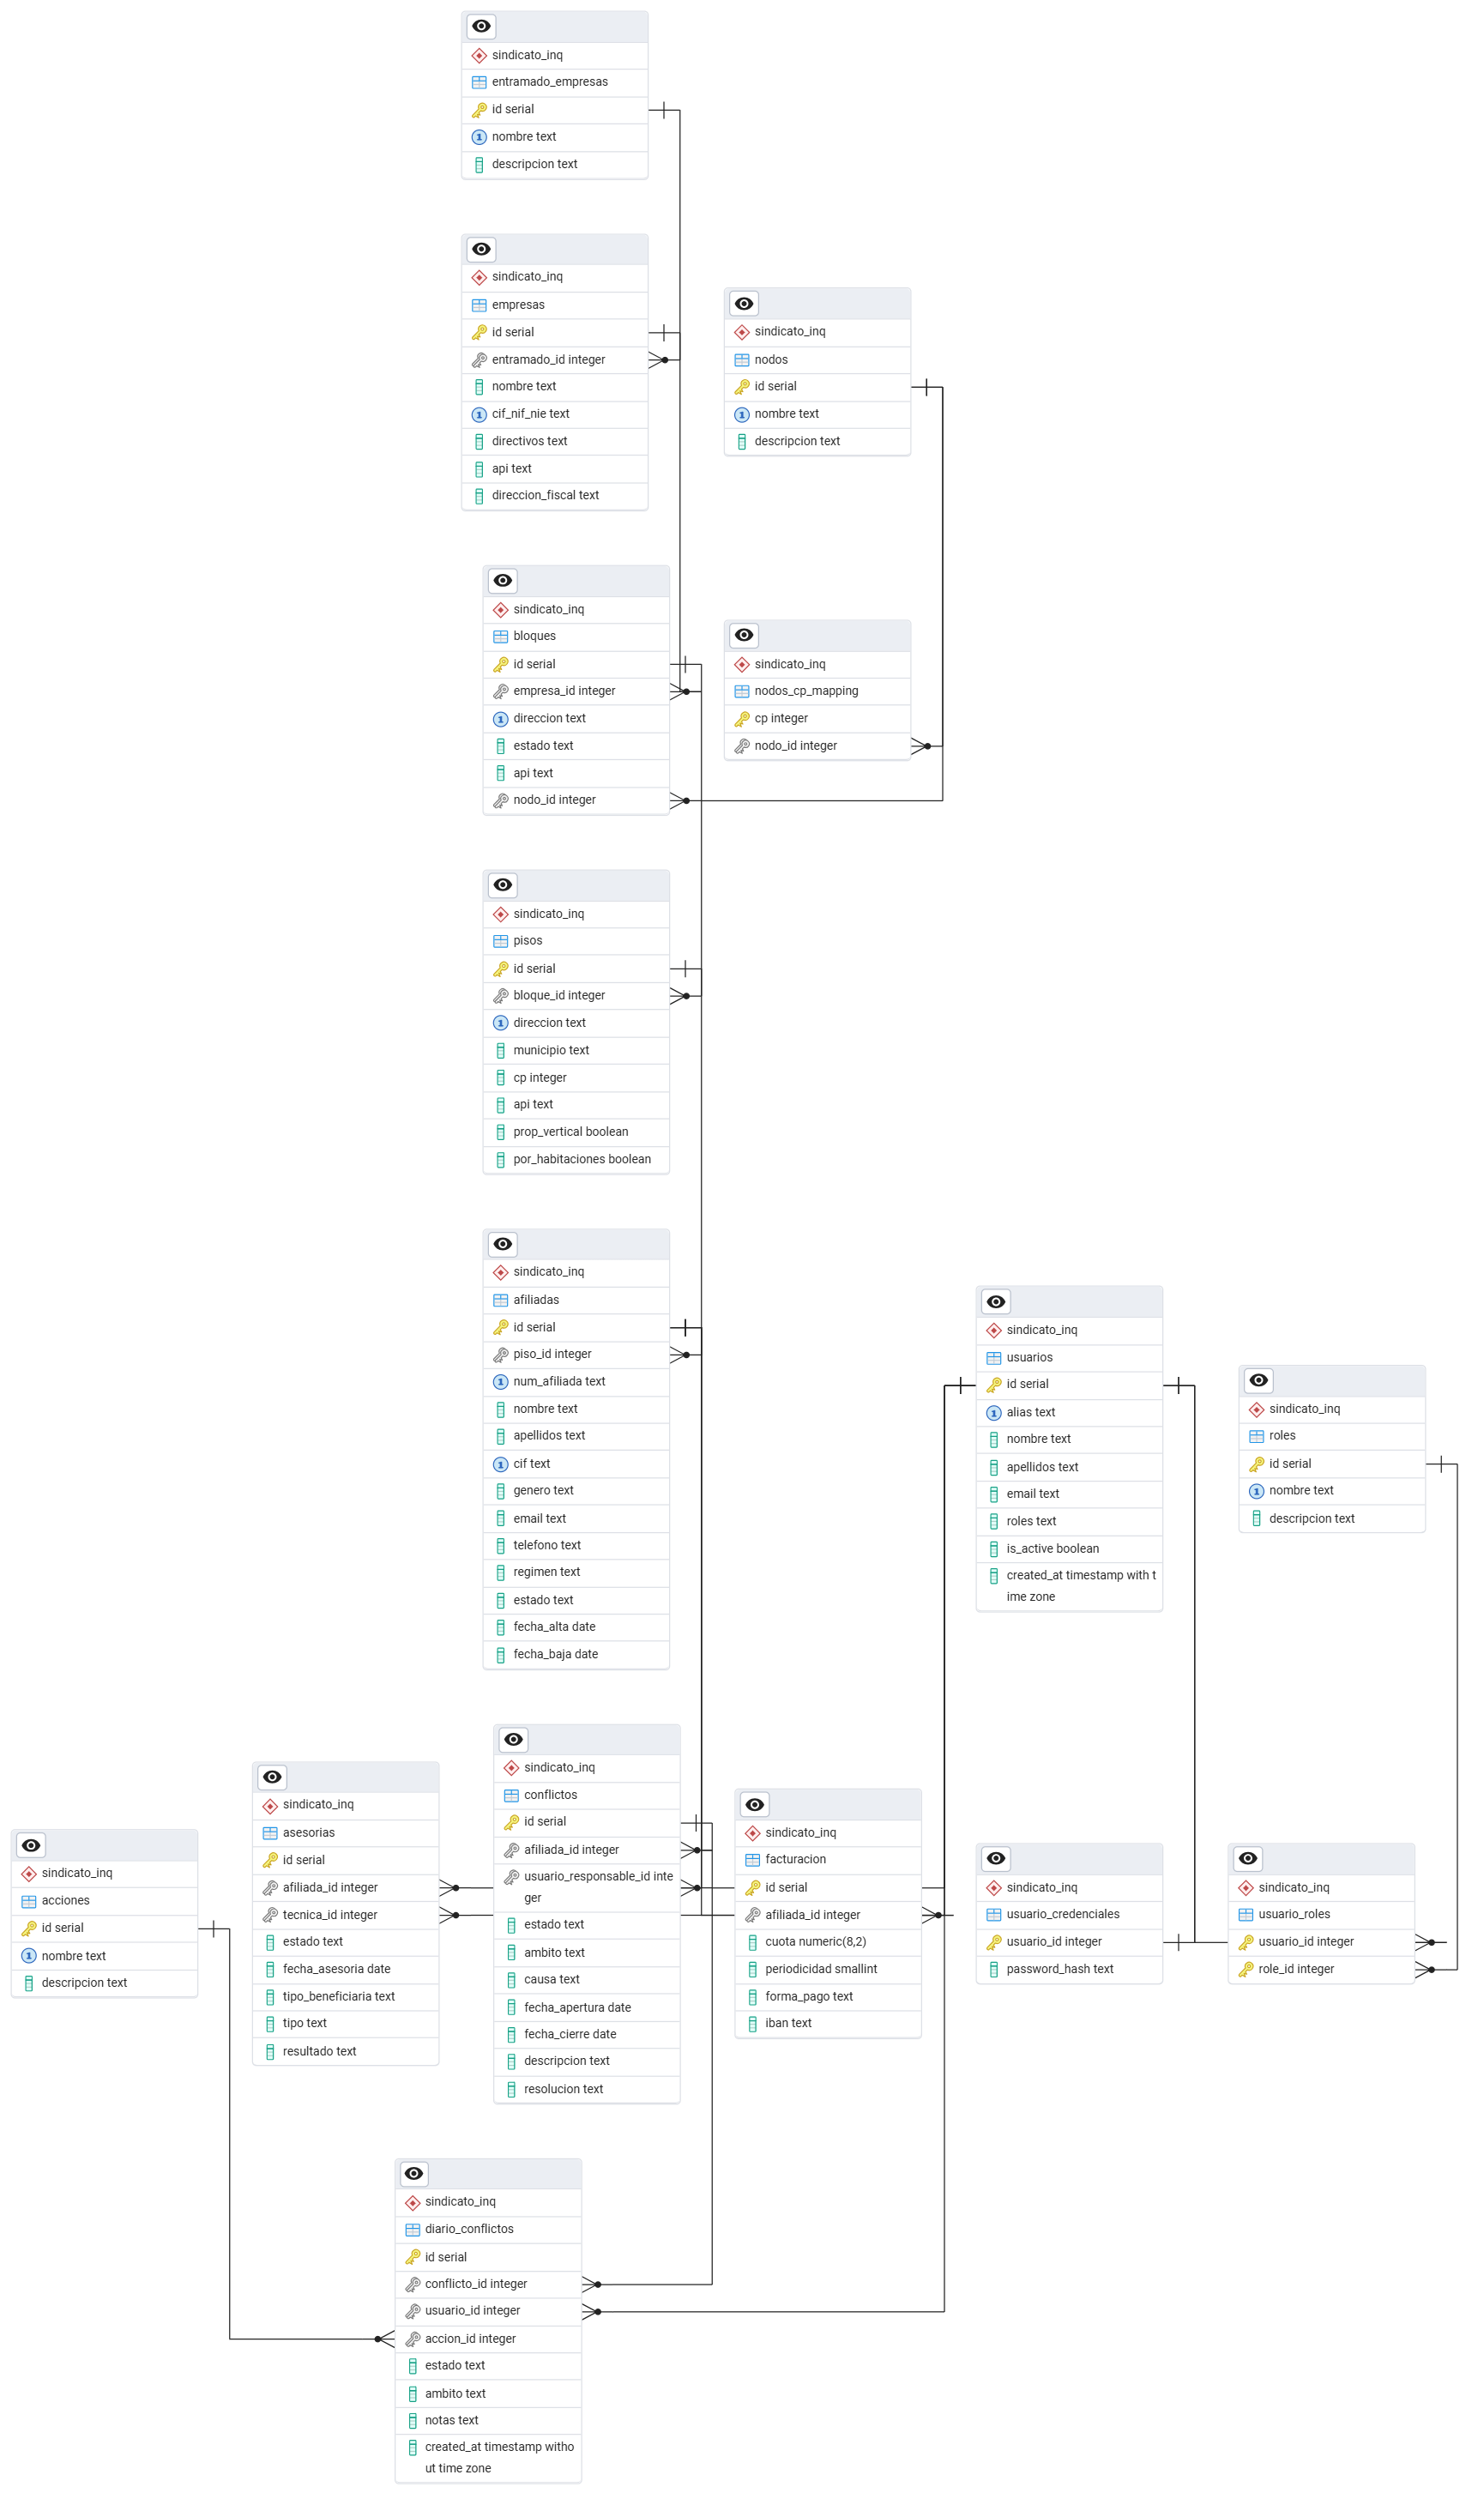 sindicato_inq
entramado_empresas
id serial
nombre text
descripcion text
sindicato_inq
empresas
id serial
entramado_id integer
nombre text
cif_nif_nie text
directivos text
api text
direccion_fiscal text
sindicato_inq
nodos
id serial
nombre text
descripcion text
sindicato_inq
bloques
id serial
empresa_id integer
direccion text
estado text
api text
nodo_id integer
sindicato_inq
nodos_cp_mapping
cp integer
nodo_id integer
sindicato_inq
pisos
id serial
bloque_id integer
direccion text
municipio text
cp integer
api text
prop_vertical boolean
por_habitaciones boolean
sindicato_inq
afiliadas
id serial
piso_id integer
num_afiliada text
nombre text
apellidos text
cif text
genero text
email text
telefono text
regimen text
estado text
fecha_alta date
fecha_baja date
sindicato_inq
usuarios
id serial
alias text
nombre text
apellidos text
email text
roles text
is_active boolean
created_at timestamp with t
ime zone
sindicato_inq
roles
id serial
nombre text
descripcion text
sindicato_inq
acciones
id serial
nombre text
descripcion text
sindicato_inq
asesorias
id serial
afiliada_id integer
tecnica_id integer
estado text
fecha_asesoria date
tipo_beneficiaria text
tipo text
resultado text
sindicato_inq
conflictos
id serial
afiliada_id integer
usuario_responsable_id inte
ger
estado text
ambito text
causa text
fecha_apertura date
fecha_cierre date
descripcion text
resolucion text
sindicato_inq
facturacion
id serial
afiliada_id integer
cuota numeric(8,2)
periodicidad smallint
forma_pago text
iban text
sindicato_inq
usuario_credenciales
usuario_id integer
password_hash text
sindicato_inq
usuario_roles
usuario_id integer
role_id integer
sindicato_inq
diario_conflictos
id serial
conflicto_id integer
usuario_id integer
accion_id integer
estado text
ambito text
notas text
created_at timestamp witho
ut time zone